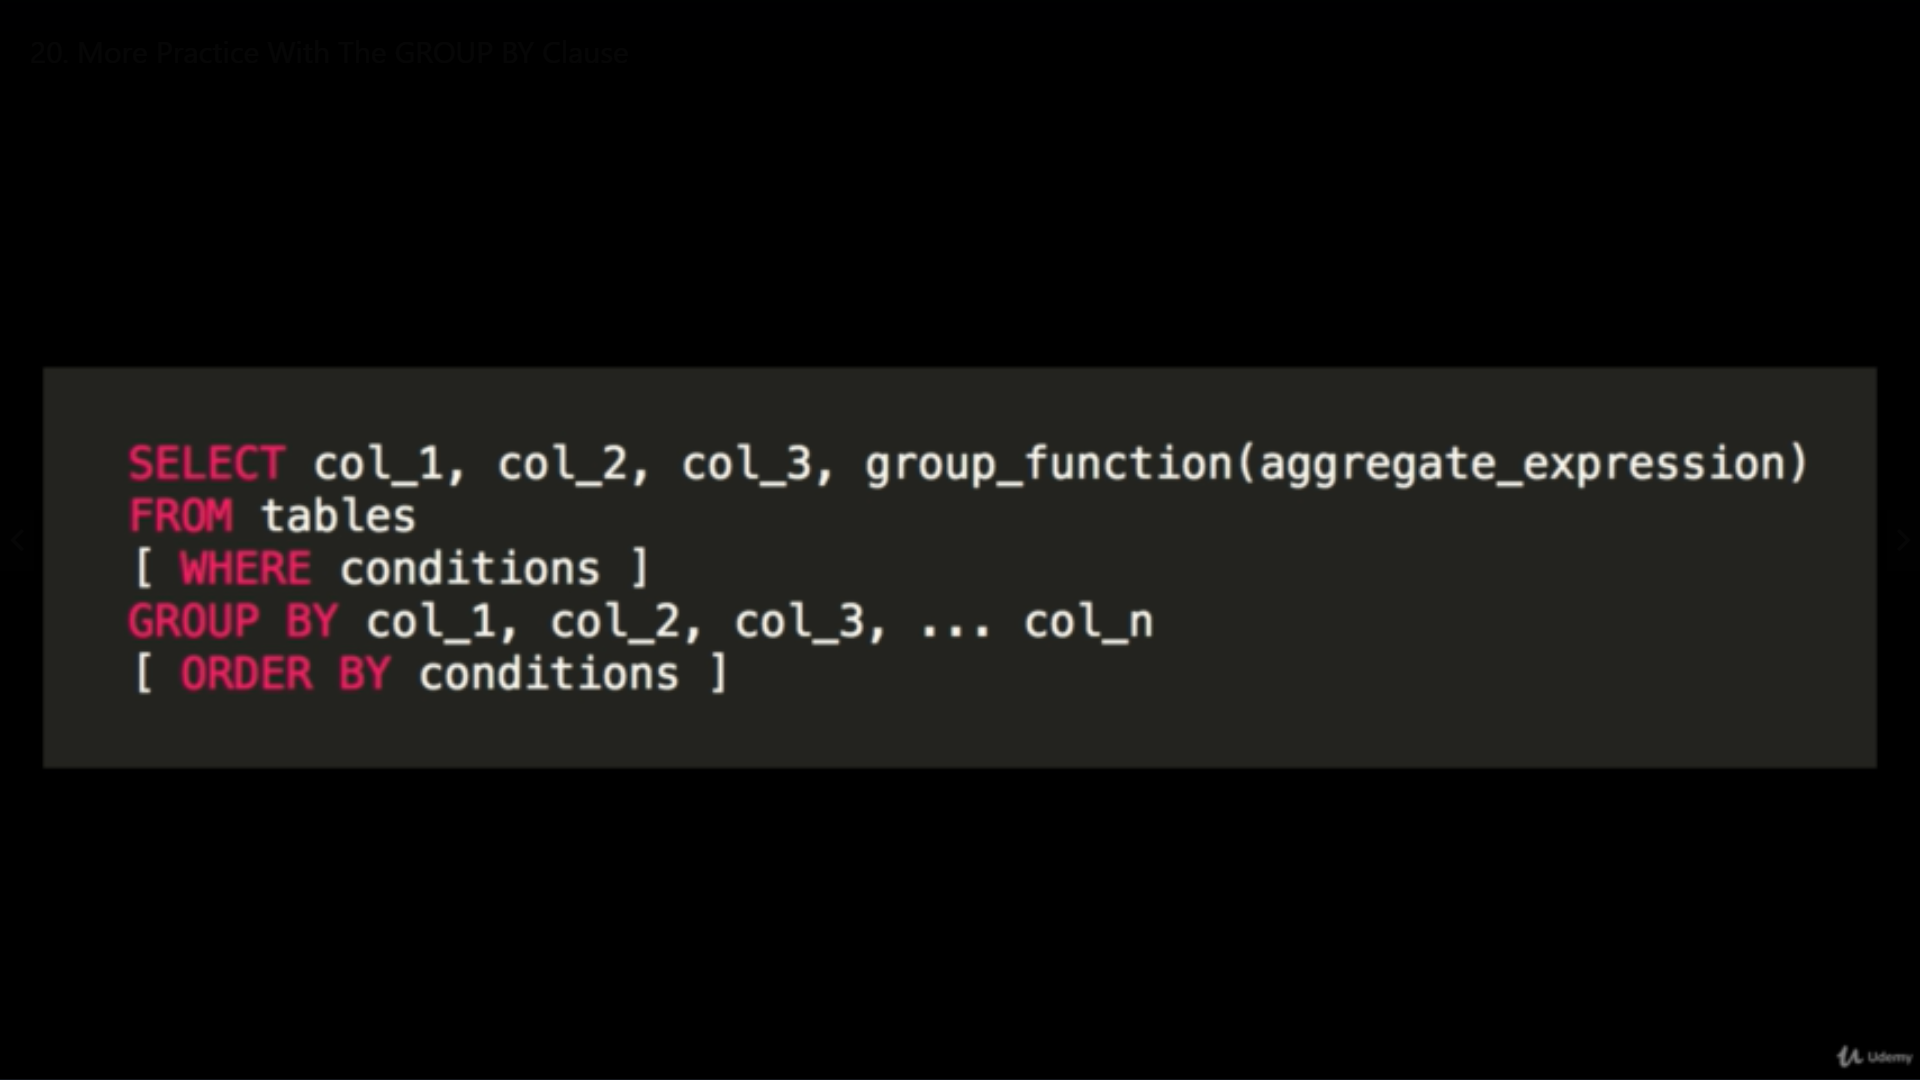 20. More Practice With The GROUP BY Clause
SELECT col_1, col_2, col_3, group_function(aggregate_expression)
FROM tables
[ WHERE conditions ]
GROUP BY col_1, col_2, col_3, ... col_n
[ ORDER BY conditions ]
Udemy